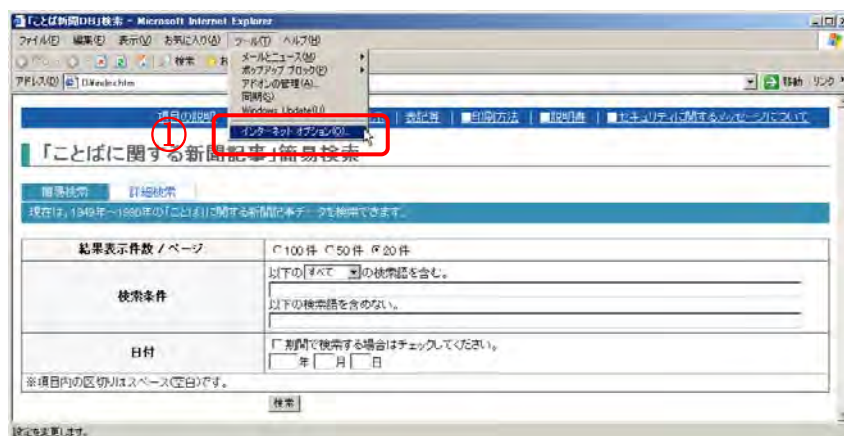 「ことば新聞DB」検索 - Microsoft Internet Explorer
ファイル(F) 編集(E) 表示(V) お気に入り(A) ツール(T) ヘルプ(H)
検索 お
メールとニュース(M)
ポップアップ ブロック(P)
アドオンの管理(A)...
同期(S)...
Windows Update(U)
インターネット オプション(O)...
①
アドレス(D) D:¥index.htm
移動 リンク
項目の説明 | 表記等 | ■印刷方法 | ■説明書 | ■セキュリティに関するメッセージについて
「ことばに関する新聞記事」簡易検索
簡易検索 詳細検索
現在は、1949年~1990年の「ことば」に関する新聞記事データを検索できます。
結果表示件数 / ページ
100件 50件 20件
検索条件
以下の すべて の検索語を含む。
以下の検索語を含めない。
日付
期間で検索する場合はチェックしてください。
年 月 日
※項目内の区切りはスペース(空白)です。
検索
設定を変更します。